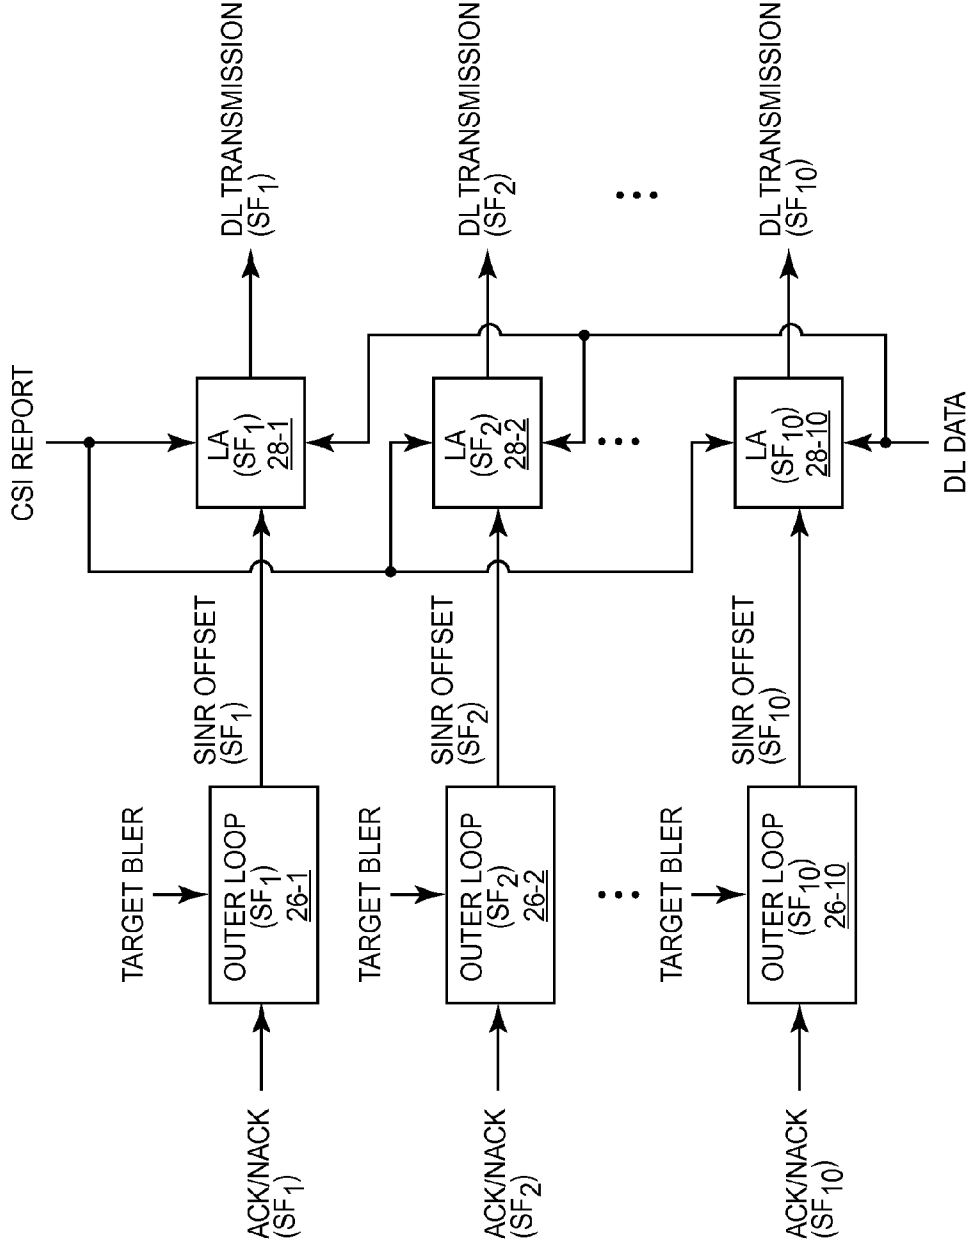 CSI REPORT
TARGET BLER
ACK/NACK
(SF1)
OUTER LOOP
(SF1)
26-1
SINR OFFSET
(SF1)
LA
(SF1)
28-1
DL TRANSMISSION
(SF1)
TARGET BLER
ACK/NACK
(SF2)
OUTER LOOP
(SF2)
26-2
SINR OFFSET
(SF2)
LA
(SF2)
28-2
DL TRANSMISSION
(SF2)
TARGET BLER
ACK/NACK
(SF10)
OUTER LOOP
(SF10)
26-10
SINR OFFSET
(SF10)
LA
(SF10)
28-10
DL TRANSMISSION
(SF10)
DL DATA